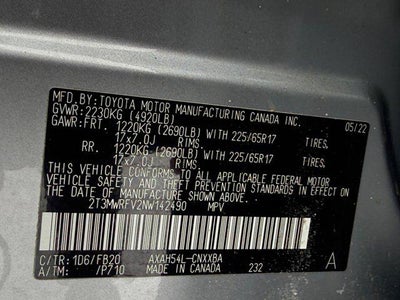 MFD.BY:TOYOTA MOTOR MANUFACTURING CANADA INC.
GVWR:2230KG (4920LB) 05/22
GAWR:FRT. 1220KG (2690LB) WITH 225/65R17 TIRES.
17x7.0J RIMS.
RR. 1220KG (2690LB) WITH 225/65R17 TIRES.
17x7.0J RIMS.
THIS VEHICLE CONFORMS TO ALL APPLICABLE FEDERAL MOTOR
VEHICLE SAFETY AND THEFT PREVENTION STANDARDS IN EFFECT ON
THE DATE OF MANUFACTURE SHOWN ABOVE.
2T3MWRFV2NW142490 MPV
C/TR:1D6/FB20 AXAH54L-CNXXBA A
A/TM: /P710 MADE IN CANADA 232